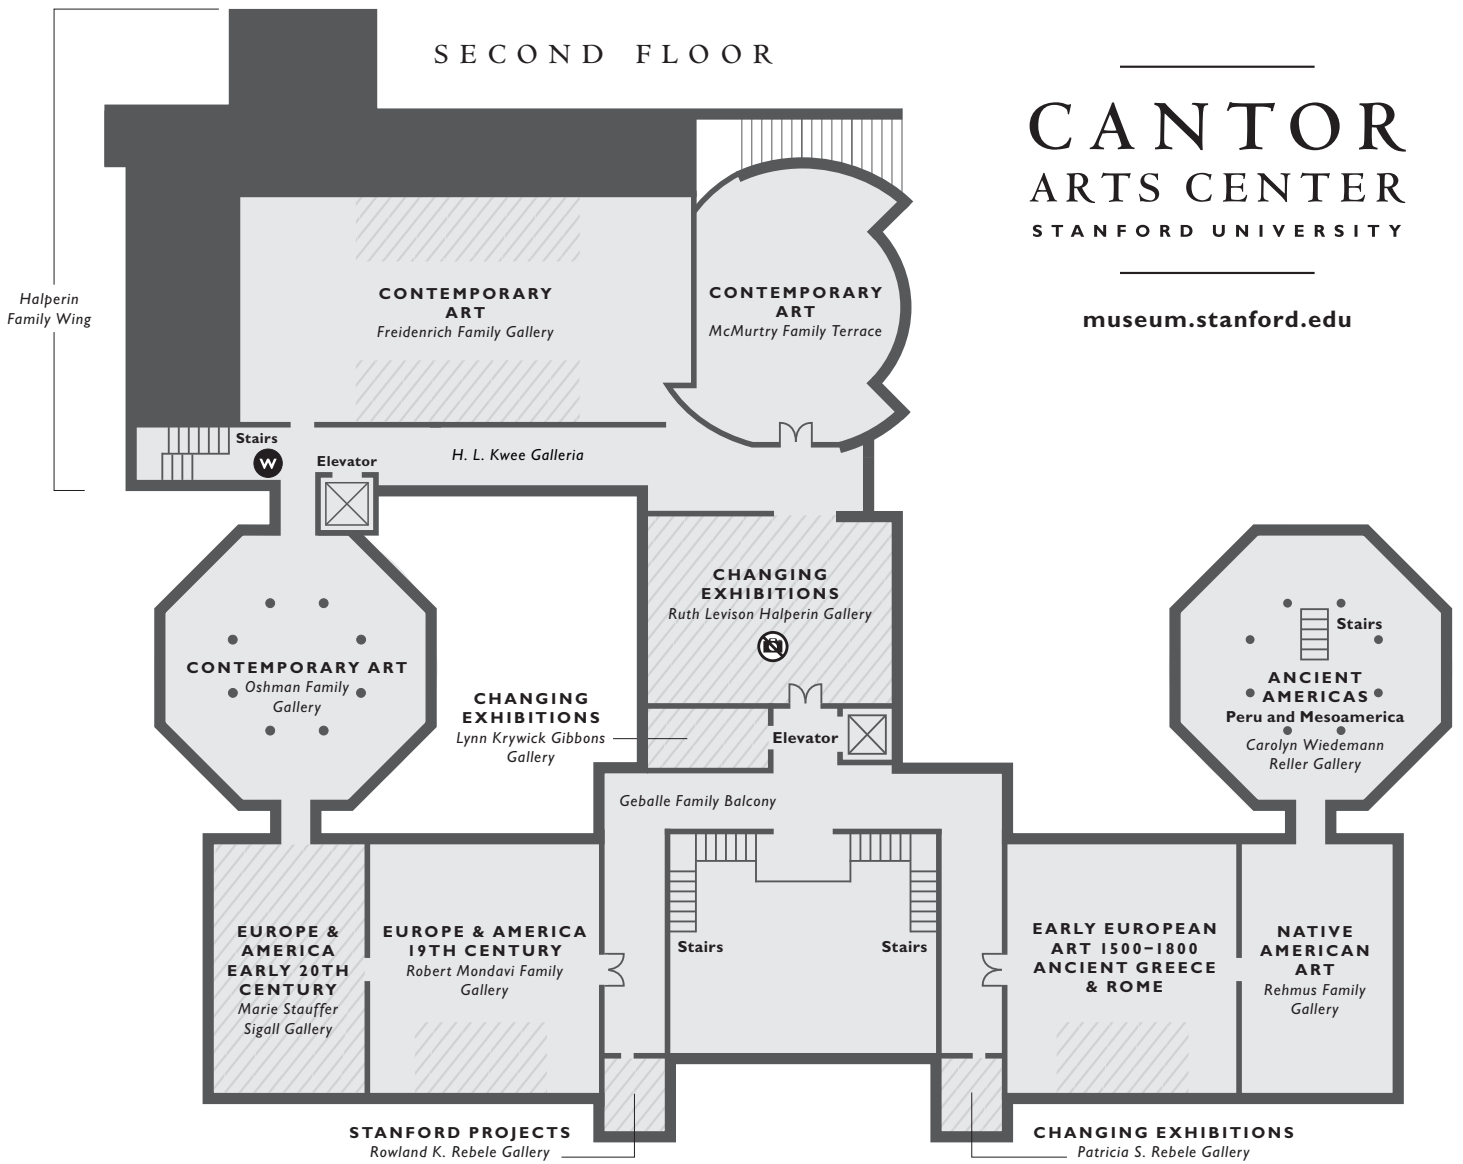 SECOND FLOOR
CANTOR
ARTS CENTER
STANFORD UNIVERSITY
museum.stanford.edu
Halperin
Family Wing
CONTEMPORARY
ART
Freidenrich Family Gallery
CONTEMPORARY
ART
McMurtry Family Terrace
Stairs
W
Elevator
H. L. Kwee Galleria
CHANGING
EXHIBITIONS
Ruth Levison Halperin Gallery
CONTEMPORARY ART
Oshman Family
Gallery
CHANGING
EXHIBITIONS
Lynn Krywick Gibbons
Gallery
Elevator
Stairs
ANCIENT
AMERICAS
Peru and Mesoamerica
Carolyn Wiedemann
Reller Gallery
Geballe Family Balcony
EUROPE &
AMERICA
EARLY 20TH
CENTURY
Marie Stauffer
Sigall Gallery
EUROPE & AMERICA
19TH CENTURY
Robert Mondavi Family
Gallery
Stairs
Stairs
EARLY EUROPEAN
ART 1500–1800
ANCIENT GREECE
& ROME
NATIVE
AMERICAN
ART
Rehmus Family
Gallery
STANFORD PROJECTS
Rowland K. Rebele Gallery
CHANGING EXHIBITIONS
Patricia S. Rebele Gallery